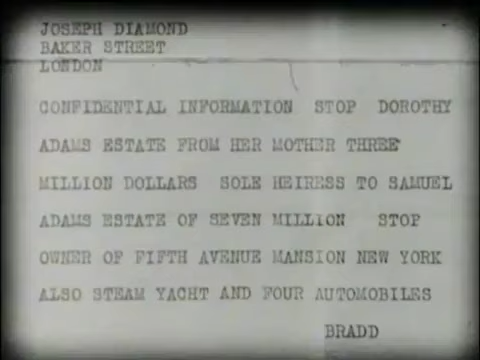 JOSEPH DIAMOND
BAKER STREET
LONDON
CONFIDENTIAL INFORMATION STOP DOROTHY
ADAMS ESTATE FROM HER MOTHER THREE
MILLION DOLLARS SOLE HEIRESS TO SAMUEL
ADAMS ESTATE OF SEVEN MILLION STOP
OWNER OF FIFTH AVENUE MANSION NEW YORK
ALSO STEAM YACHT AND FOUR AUTOMOBILES
BRADD